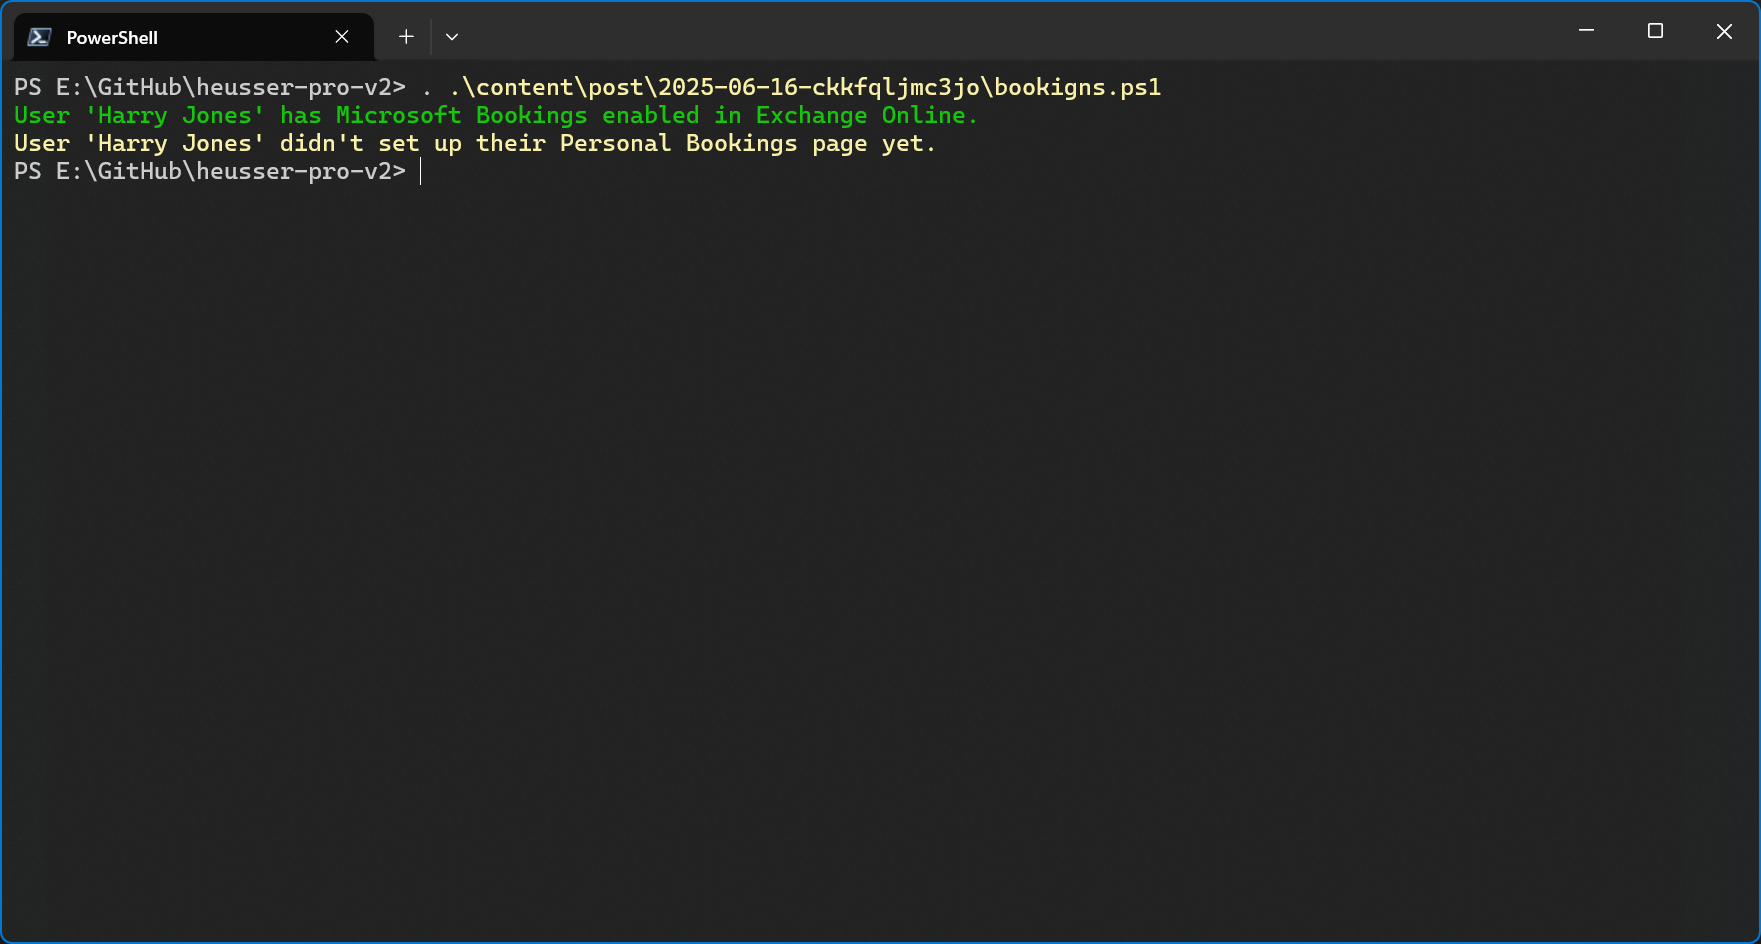 PowerShell
PS E:\GitHub\heusser-pro-v2> . .\content\post\2025-06-16-ckkfqljmc3jo\bookigns.ps1
User 'Harry Jones' has Microsoft Bookings enabled in Exchange Online.
User 'Harry Jones' didn't set up their Personal Bookings page yet.
PS E:\GitHub\heusser-pro-v2>